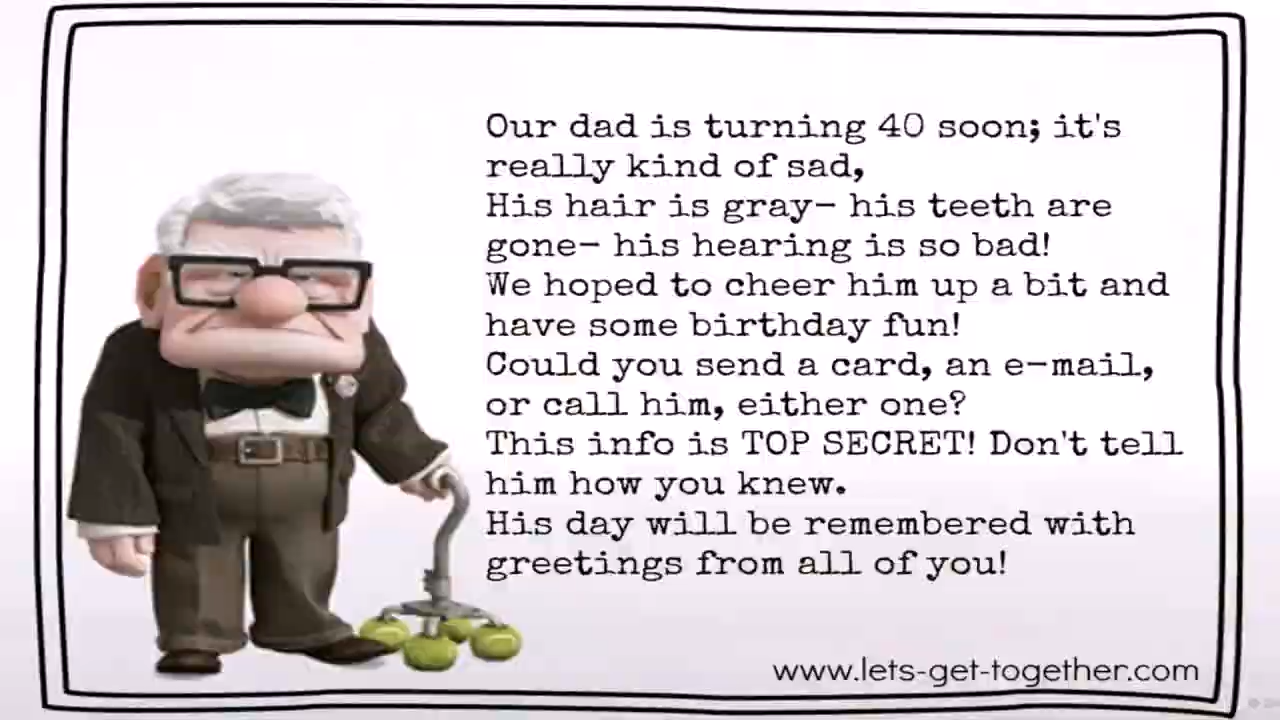 Our dad is turning 40 soon; it's
really kind of sad,
His hair is gray- his teeth are
gone- his hearing is so bad!
We hoped to cheer him up a bit and
have some birthday fun!
Could you send a card, an e-mail,
or call him, either one?
This info is TOP SECRET! Don't tell
him how you knew.
His day will be remembered with
greetings from all of you!
www.lets-get-together.com